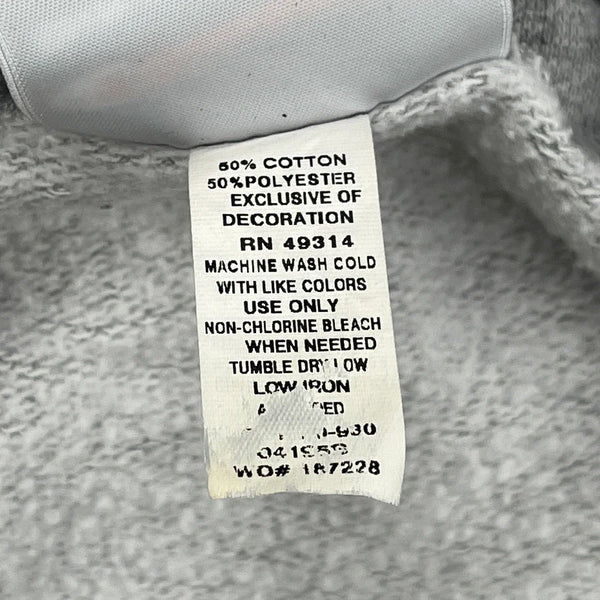 50% COTTON
50%POLYESTER
EXCLUSIVE OF
DECORATION
RN 49314
MACHINE WASH COLD
WITH LIKE COLORS
USE ONLY
NON-CHLORINE BLEACH
WHEN NEEDED
TUMBLE DRY LOW
LOW IRON
WO# 187228